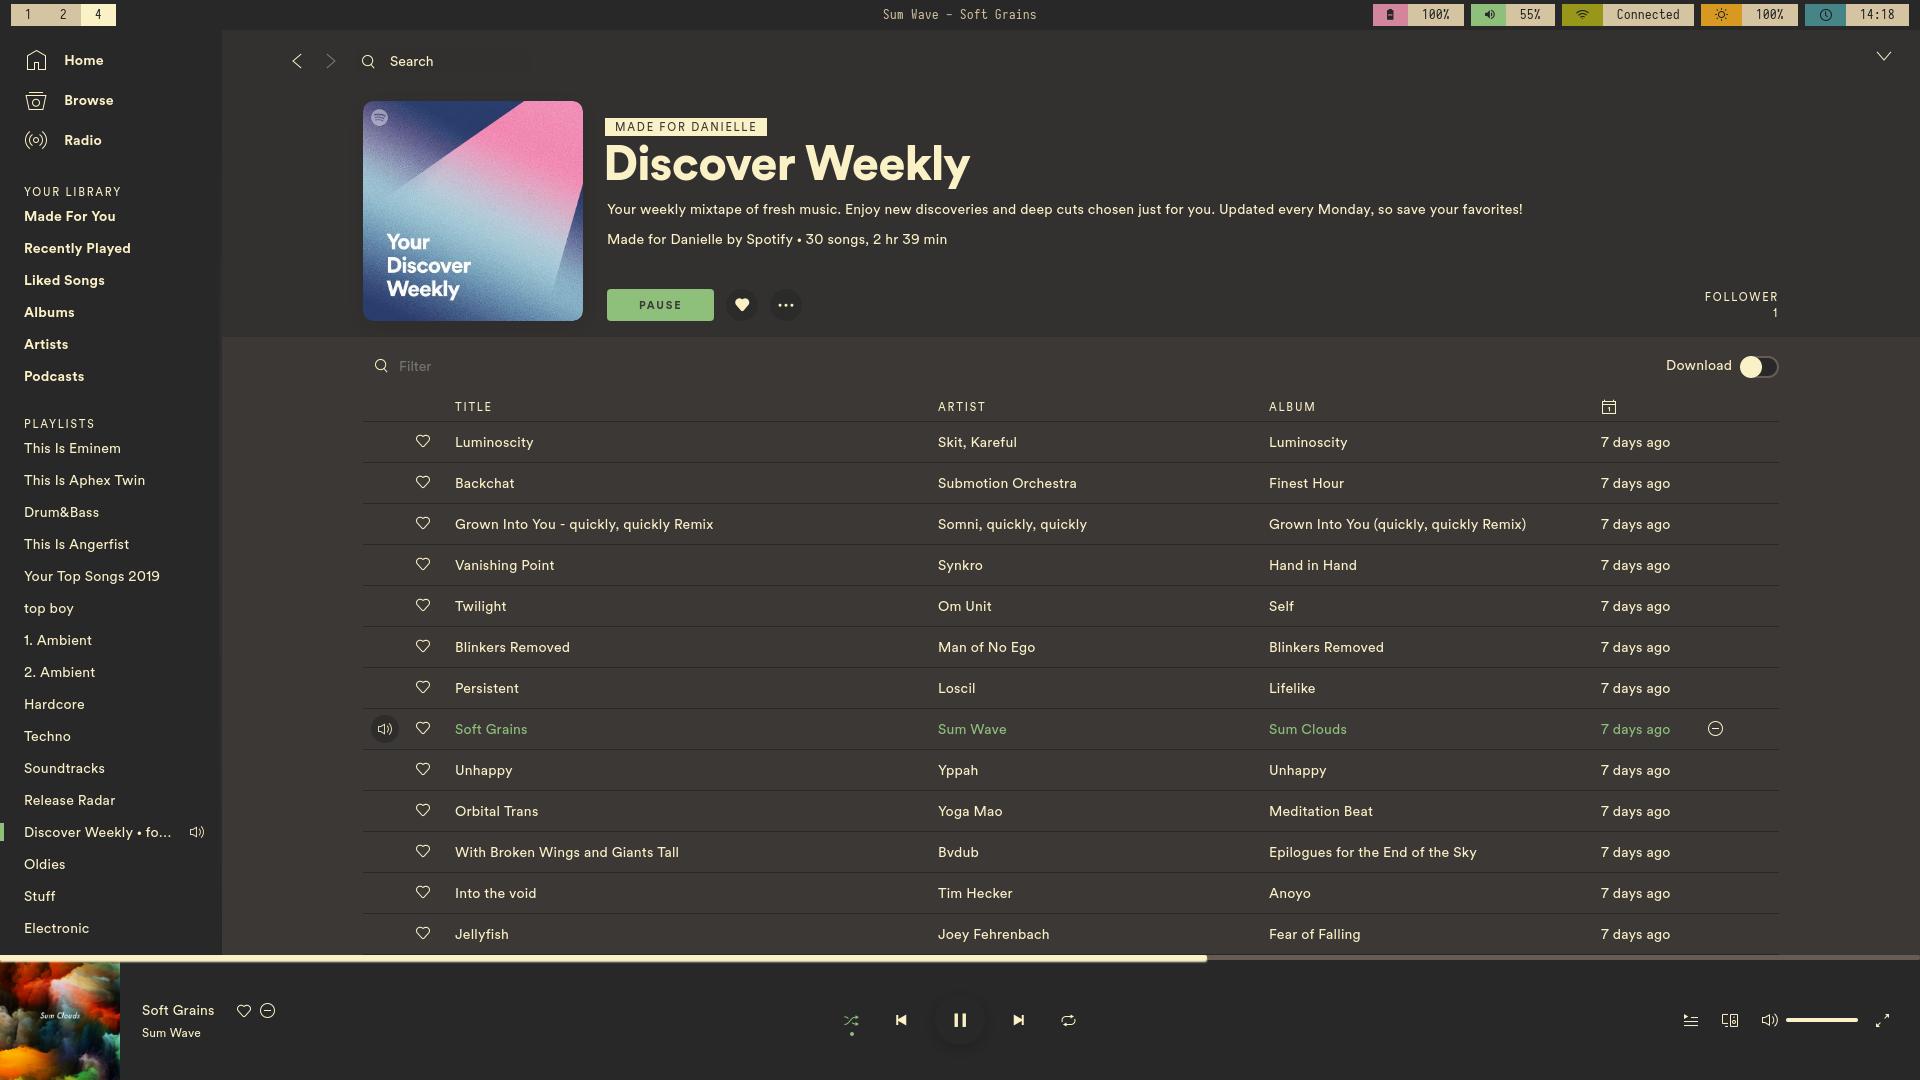 1 2 4
Sum Wave – Soft Grains
100% 55% Connected 100% 14:18
Home
Browse
Radio
YOUR LIBRARY
Made For You
Recently Played
Liked Songs
Albums
Artists
Podcasts
PLAYLISTS
This Is Eminem
This Is Aphex Twin
Drum&Bass
This Is Angerfist
Your Top Songs 2019
top boy
1. Ambient
2. Ambient
Hardcore
Techno
Soundtracks
Release Radar
Discover Weekly • fo...
Oldies
Stuff
Electronic
Search
Your
Discover
Weekly
MADE FOR DANIELLE
Discover Weekly
Your weekly mixtape of fresh music. Enjoy new discoveries and deep cuts chosen just for you. Updated every Monday, so save your favorites!
Made for Danielle by Spotify • 30 songs, 2 hr 39 min
PAUSE
FOLLOWER
1
Filter
Download
TITLE ARTIST ALBUM
Luminoscity Skit, Kareful Luminoscity 7 days ago
Backchat Submotion Orchestra Finest Hour 7 days ago
Grown Into You - quickly, quickly Remix Somni, quickly, quickly Grown Into You (quickly, quickly Remix) 7 days ago
Vanishing Point Synkro Hand in Hand 7 days ago
Twilight Om Unit Self 7 days ago
Blinkers Removed Man of No Ego Blinkers Removed 7 days ago
Persistent Loscil Lifelike 7 days ago
Soft Grains Sum Wave Sum Clouds 7 days ago
Unhappy Yppah Unhappy 7 days ago
Orbital Trans Yoga Mao Meditation Beat 7 days ago
With Broken Wings and Giants Tall Bvdub Epilogues for the End of the Sky 7 days ago
Into the void Tim Hecker Anoyo 7 days ago
Jellyfish Joey Fehrenbach Fear of Falling 7 days ago
Sum Clouds
Soft Grains
Sum Wave